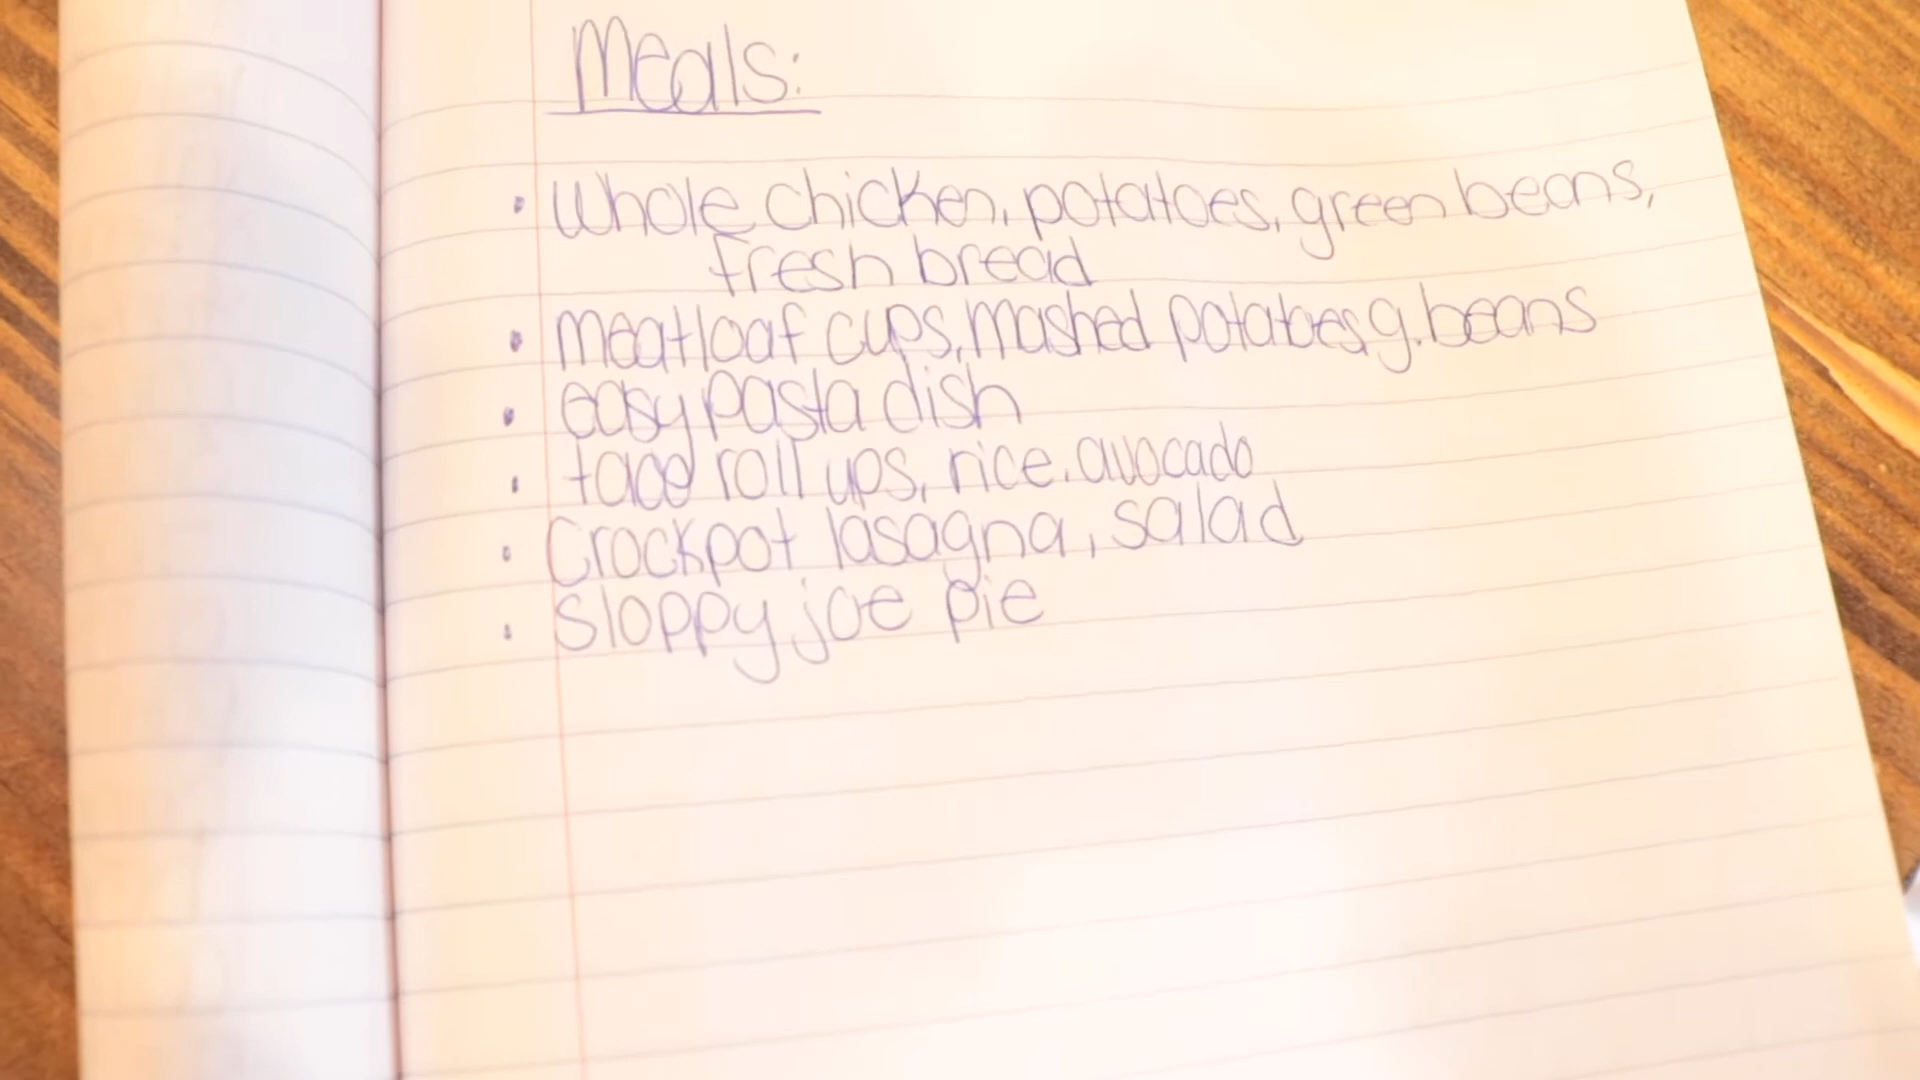 Meals:
• Whole chicken, potatoes, green beans,
fresh bread
• meatloaf cups, mashed potatoes, g. beans
• easy pasta dish
• taco roll ups, rice, avocado
• Crockpot lasagna, salad
• Sloppy joe pie